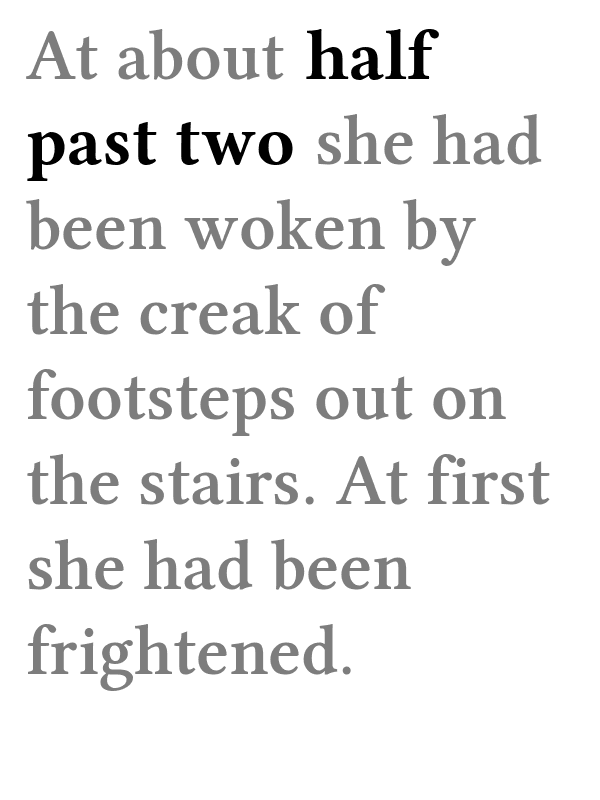 At about half
past two she had
been woken by
the creak of
footsteps out on
the stairs. At first
she had been
frightened.